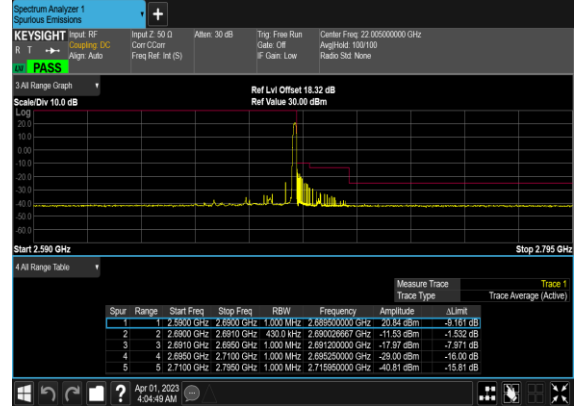 Spectrum Analyzer 1
Spurious Emissions
+
KEYSIGHT Input: RF Input Z: 50 Ω Atten: 30 dB Trig: Free Run Center Freq: 22.005000000 GHz
R T Coupling: DC Corr CCorr Gate: Off Avg|Hold: 100/100
Align: Auto Freq Ref: Int (S) IF Gain: Low Radio Std: None
PASS
3 All Range Graph
Ref Lvl Offset 18.32 dB
Scale/Div 10.0 dB Ref Value 30.00 dBm
Log
20.0
10.0
0.00
-10.0
-20.0
-30.0
-40.0
-50.0
-60.0
Start 2.590 GHz Stop 2.795 GHz
4 All Range Table
Measure Trace Trace 1
Trace Type Trace Average (Active)
Spur Range Start Freq Stop Freq RBW Frequency Amplitude ΔLimit
1 1 2.5900 GHz 2.6900 GHz 1.000 MHz 2.689500000 GHz 20.84 dBm -9.161 dB
2 2 2.6900 GHz 2.6910 GHz 430.0 kHz 2.690026667 GHz -11.53 dBm -1.532 dB
3 3 2.6910 GHz 2.6950 GHz 1.000 MHz 2.691200000 GHz -17.97 dBm -7.971 dB
4 4 2.6950 GHz 2.7100 GHz 1.000 MHz 2.695250000 GHz -29.00 dBm -16.00 dB
5 5 2.7100 GHz 2.7950 GHz 1.000 MHz 2.715950000 GHz -40.81 dBm -15.81 dB
? Apr 01, 2023
4:04:49 AM